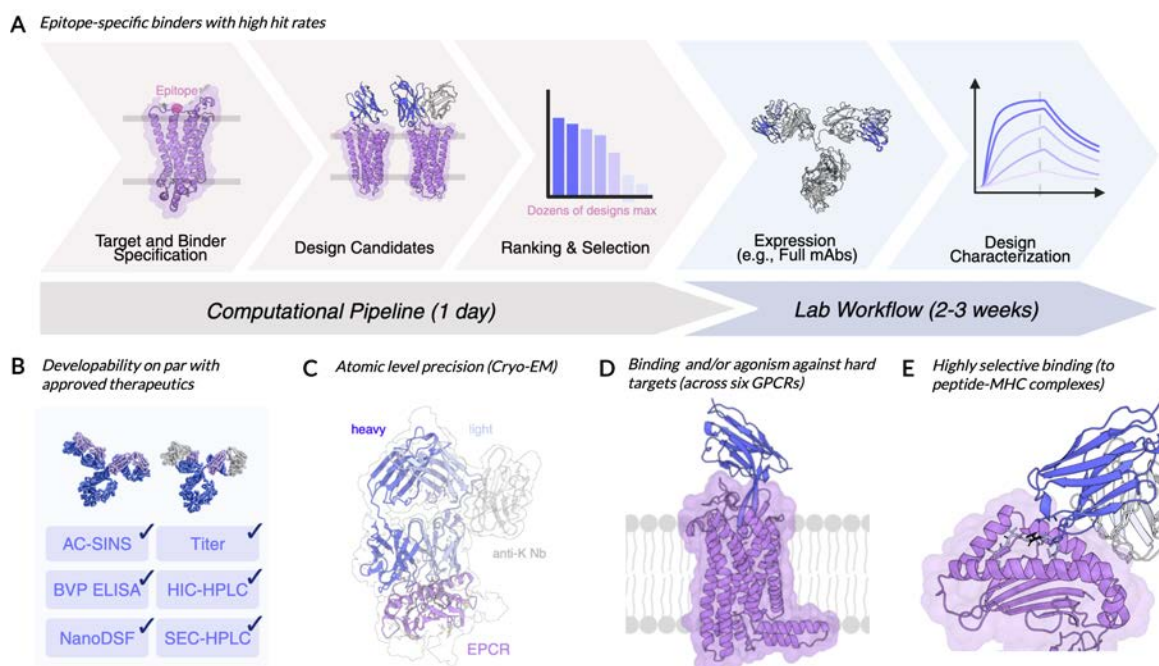 A Epitope-specific binders with high hit rates
Epitope
Dozens of designs max
Target and Binder
Specification
Design Candidates
Ranking & Selection
Expression
(e.g., Full mAbs)
Design
Characterization
Computational Pipeline (1 day)
Lab Workflow (2-3 weeks)
B Developability on par with
approved therapeutics
AC-SINS
Titer
BVP ELISA
HIC-HPLC
NanoDSF
SEC-HPLC
C Atomic level precision (Cryo-EM)
heavy
light
anti-K Nb
EPCR
D Binding and/or agonism against hard
targets (across six GPCRs)
E Highly selective binding (to
peptide-MHC complexes)